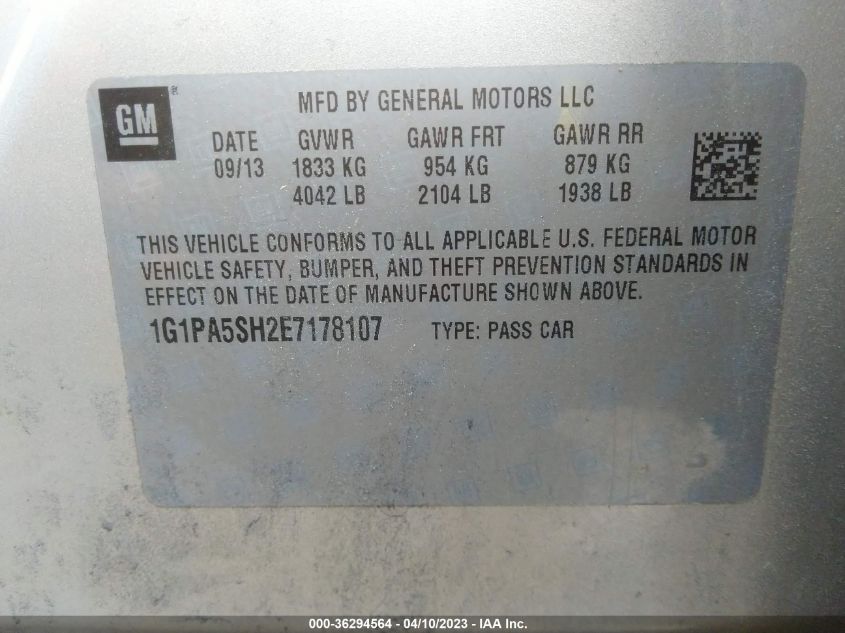 GM
MFD BY GENERAL MOTORS LLC
DATE GVWR GAWR FRT GAWR RR
09/13 1833 KG 954 KG 879 KG
4042 LB 2104 LB 1938 LB
THIS VEHICLE CONFORMS TO ALL APPLICABLE U.S. FEDERAL MOTOR
VEHICLE SAFETY, BUMPER, AND THEFT PREVENTION STANDARDS IN
EFFECT ON THE DATE OF MANUFACTURE SHOWN ABOVE.
1G1PA5SH2E7178107 TYPE: PASS CAR
000-36294564 - 04/10/2023 - IAA Inc.